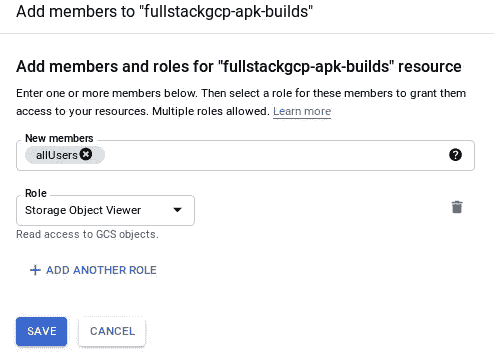 Add members to "fullstackgcp-apk-builds"
Add members and roles for "fullstackgcp-apk-builds" resource
Enter one or more members below. Then select a role for these members to grant them
access to your resources. Multiple roles allowed. Learn more
New members
allUsers
Role
Storage Object Viewer
Read access to GCS objects.
+ ADD ANOTHER ROLE
SAVE CANCEL